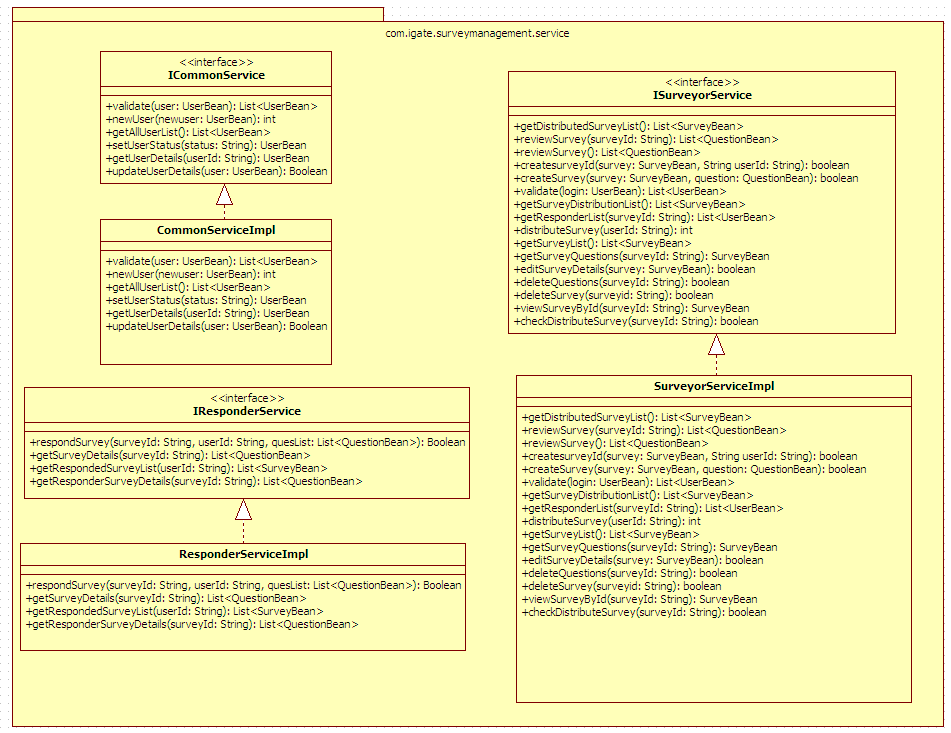 com.igate.surveymanagement.service
<<interface>>
ICommonService
+validate(user: UserBean): List<UserBean>
+newUser(newuser: UserBean): int
+getAllUserList(): List<UserBean>
+setUserStatus(status: String): UserBean
+getUserDetails(userId: String): UserBean
+updateUserDetails(user: UserBean): Boolean
CommonServiceImpl
+validate(user: UserBean): List<UserBean>
+newUser(newuser: UserBean): int
+getAllUserList(): List<UserBean>
+setUserStatus(status: String): UserBean
+getUserDetails(userId: String): UserBean
+updateUserDetails(user: UserBean): Boolean
<<interface>>
IResponderService
+respondSurvey(surveyId: String, userId: String, quesList: List<QuestionBean>): Boolean
+getSurveyDetails(surveyId: String): List<QuestionBean>
+getRespondedSurveyList(userId: String): List<SurveyBean>
+getResponderSurveyDetails(surveyId: String): List<QuestionBean>
ResponderServiceImpl
+respondSurvey(surveyId: String, userId: String, quesList: List<QuestionBean>): Boolean
+getSurveyDetails(surveyId: String): List<QuestionBean>
+getRespondedSurveyList(userId: String): List<SurveyBean>
+getResponderSurveyDetails(surveyId: String): List<QuestionBean>
<<interface>>
ISurveyorService
+getDistributedSurveyList(): List<SurveyBean>
+reviewSurvey(surveyId: String): List<QuestionBean>
+reviewSurvey(): List<QuestionBean>
+createsurveyId(survey: SurveyBean, String userId: String): boolean
+createSurvey(survey: SurveyBean, question: QuestionBean): boolean
+validate(login: UserBean): List<UserBean>
+getSurveyDistributionList(): List<SurveyBean>
+getResponderList(surveyId: String): List<UserBean>
+distributeSurvey(userId: String): int
+getSurveyList(): List<SurveyBean>
+getSurveyQuestions(surveyId: String): SurveyBean
+editSurveyDetails(survey: SurveyBean): boolean
+deleteQuestions(surveyId: String): boolean
+deleteSurvey(surveyid: String): boolean
+viewSurveyById(surveyId: String): SurveyBean
+checkDistributeSurvey(surveyId: String): boolean
SurveyorServiceImpl
+getDistributedSurveyList(): List<SurveyBean>
+reviewSurvey(surveyId: String): List<QuestionBean>
+reviewSurvey(): List<QuestionBean>
+createsurveyId(survey: SurveyBean, String userId: String): boolean
+createSurvey(survey: SurveyBean, question: QuestionBean): boolean
+validate(login: UserBean): List<UserBean>
+getSurveyDistributionList(): List<SurveyBean>
+getResponderList(surveyId: String): List<UserBean>
+distributeSurvey(userId: String): int
+getSurveyList(): List<SurveyBean>
+getSurveyQuestions(surveyId: String): SurveyBean
+editSurveyDetails(survey: SurveyBean): boolean
+deleteQuestions(surveyId: String): boolean
+deleteSurvey(surveyid: String): boolean
+viewSurveyById(surveyId: String): SurveyBean
+checkDistributeSurvey(surveyId: String): boolean